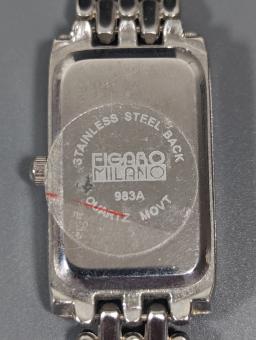 STAINLESS STEEL BACK
FIGARO
MILANO
983A
QUARTZ MOVT